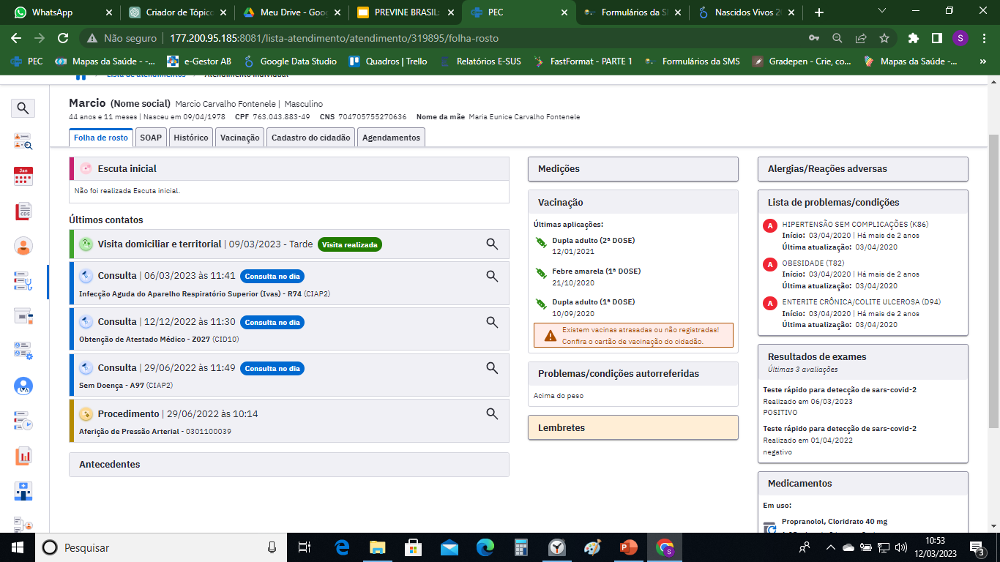 WhatsApp
Criador de Tópico
Meu Drive - Goog
PREVINE BRASIL:
PEC
Formulários da S
Nascidos Vivos 2
Não seguro
177.200.95.185:8081/lista-atendimento/atendimento/319895/folha-rosto
S
PEC
Mapas da Saúde - -...
e-Gestor AB
Google Data Studio
Quadros | Trello
Relatórios E-SUS
FastFormat - PARTE 1
Formulários da SMS
Gradepen - Crie, co...
Mapas da Saúde -...
»
Lista de atendimentos
Atendimento individual
Marcio (Nome social) Marcio Carvalho Fontenele | Masculino
44 anos e 11 meses | Nasceu em 09/04/1978 CPF 763.043.883-49 CNS 704705755270636 Nome da mãe Maria Eunice Carvalho Fontenele
Folha de rosto
SOAP
Histórico
Vacinação
Cadastro do cidadão
Agendamentos
Jan
CDS
Escuta inicial
Não foi realizada Escuta inicial.
Últimos contatos
Visita domiciliar e territorial | 09/03/2023 - Tarde Visita realizada
Consulta | 06/03/2023 às 11:41 Consulta no dia
Infecção Aguda do Aparelho Respiratório Superior (Ivas) - R74 (CIAP2)
Consulta | 12/12/2022 às 11:30 Consulta no dia
Obtenção de Atestado Médico - Z027 (CID10)
Consulta | 29/06/2022 às 11:49 Consulta no dia
Sem Doença - A97 (CIAP2)
Procedimento | 29/06/2022 às 10:14
Aferição de Pressão Arterial - 0301100039
Antecedentes
Medições
Vacinação
Últimas aplicações:
Dupla adulto (2ª DOSE)
12/01/2021
Febre amarela (1ª DOSE)
21/10/2020
Dupla adulto (1ª DOSE)
10/09/2020
Existem vacinas atrasadas ou não registradas!
Confira o cartão de vacinação do cidadão.
Problemas/condições autorreferidas
Acima do peso
Lembretes
Alergias/Reações adversas
Lista de problemas/condições
A HIPERTENSÃO SEM COMPLICAÇÕES (K86)
Início: 03/04/2020 | Há mais de 2 anos
Última atualização: 03/04/2020
A OBESIDADE (T82)
Início: 03/04/2020 | Há mais de 2 anos
Última atualização: 03/04/2020
A ENTERITE CRÔNICA/COLITE ULCEROSA (D94)
Início: 03/04/2020 | Há mais de 2 anos
Última atualização: 03/04/2020
Resultados de exames
Últimas 3 avaliações
Teste rápido para detecção de sars-covid-2
Realizado em 06/03/2023
POSITIVO
Teste rápido para detecção de sars-covid-2
Realizado em 01/04/2022
negativo
Medicamentos
Em uso:
Propranolol, Cloridrato 40 mg
Pesquisar
10:53
12/03/2023
3